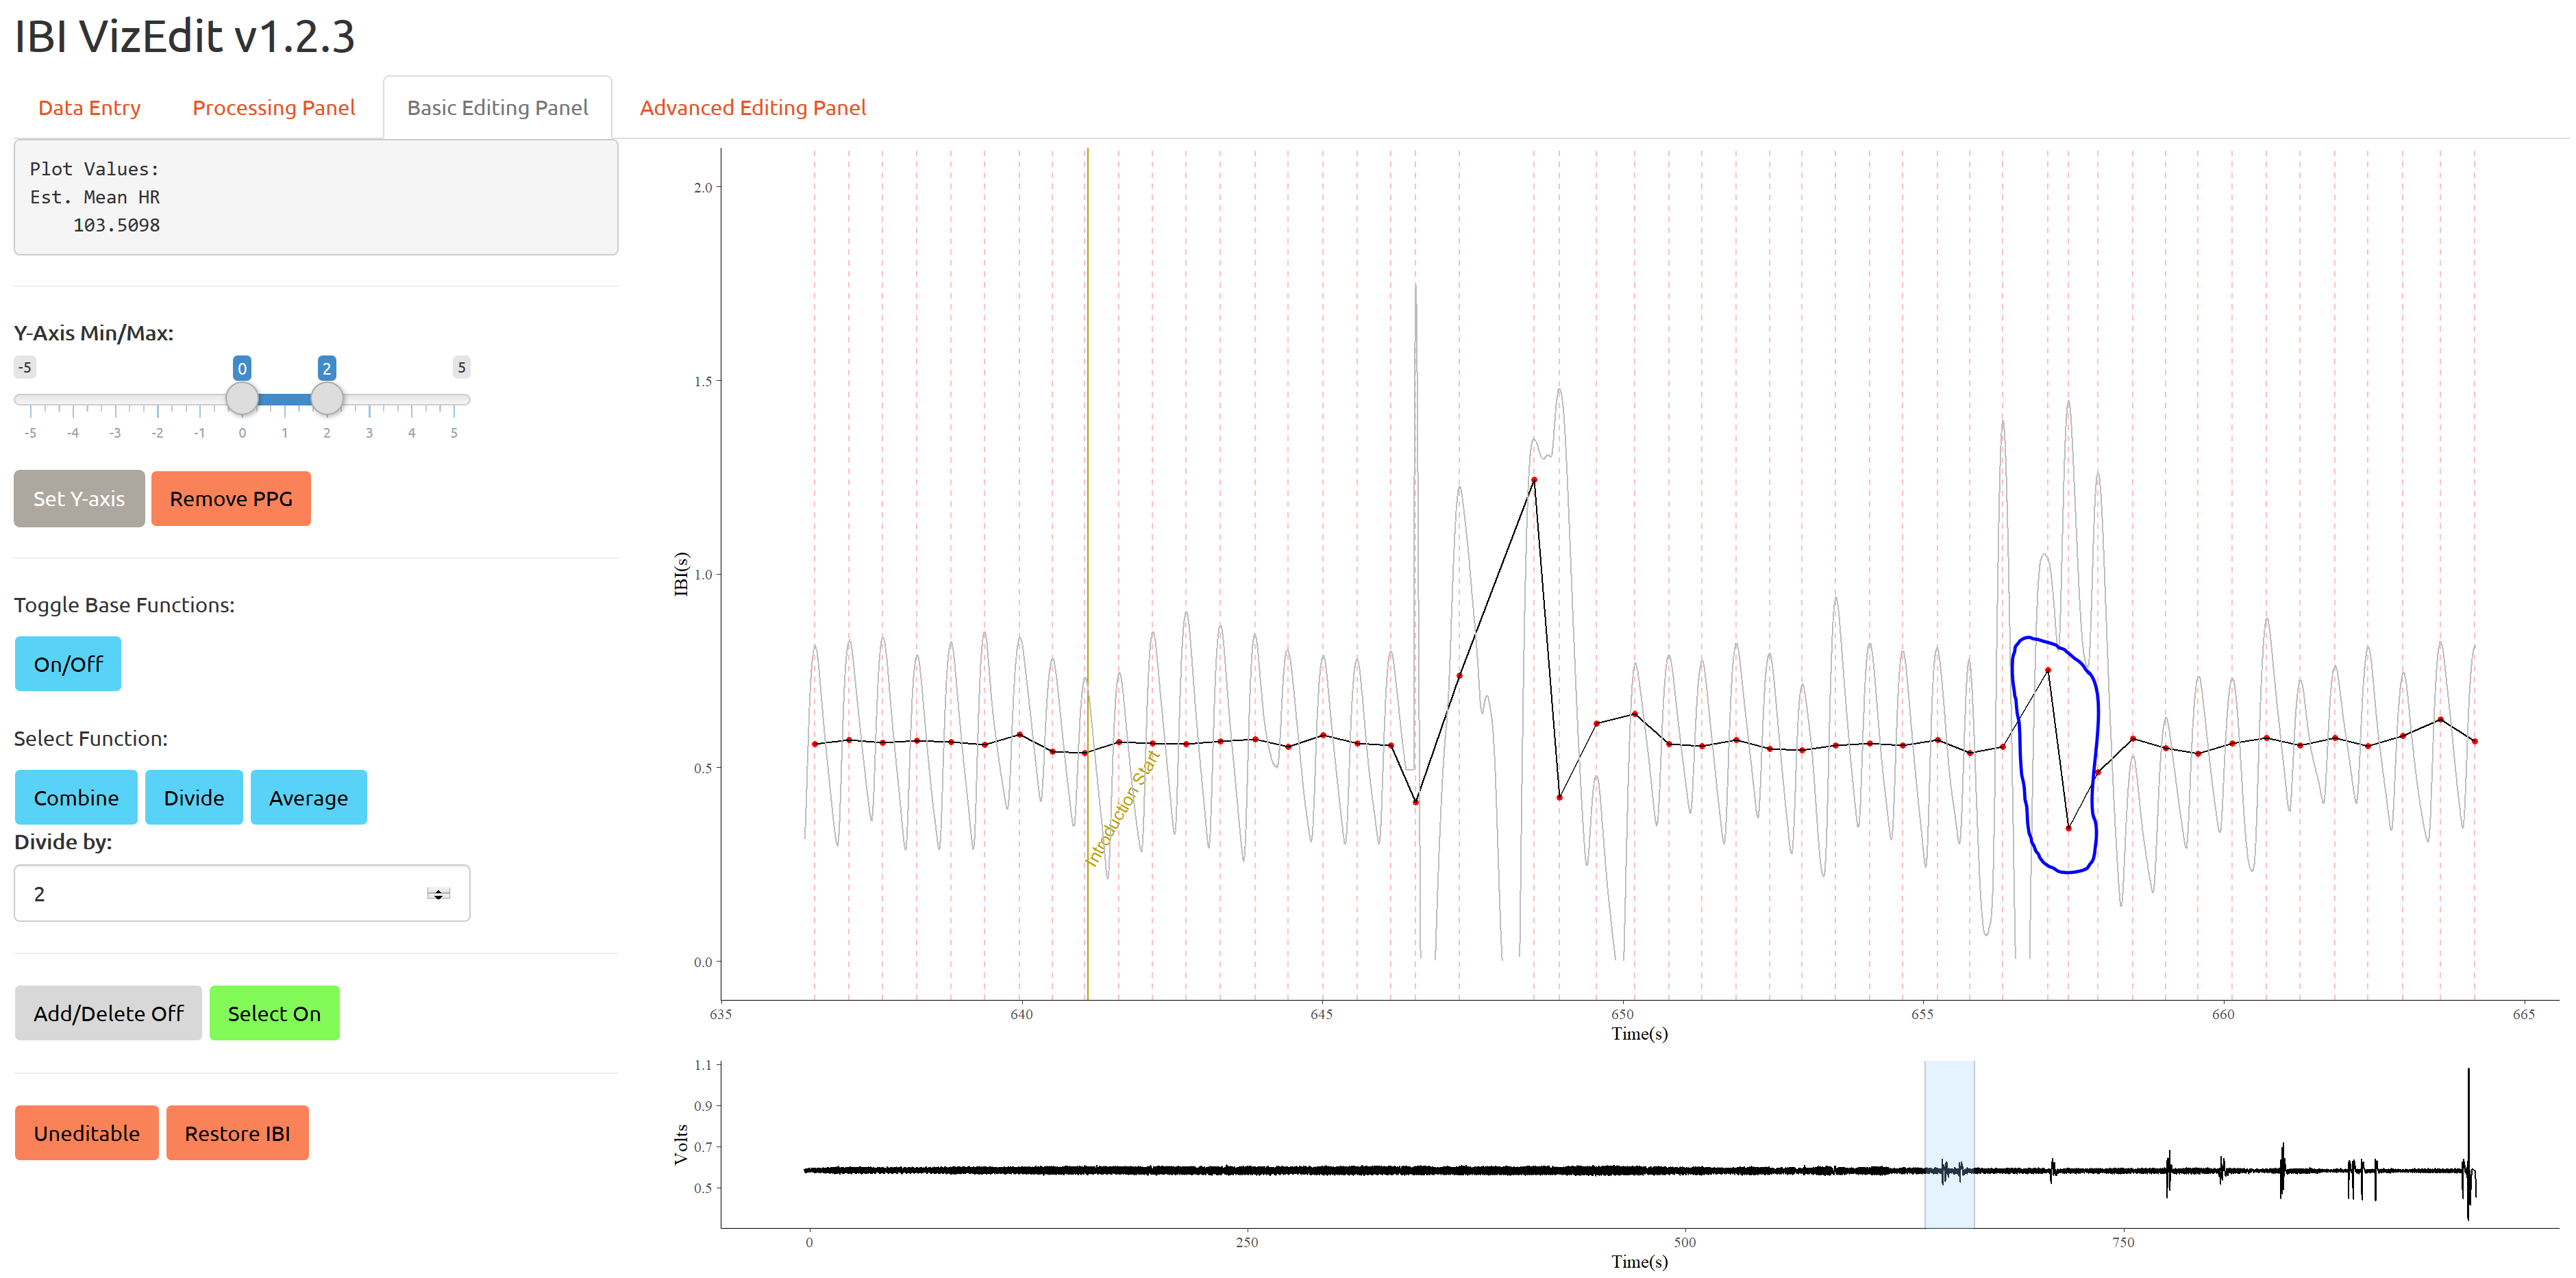 IBI VizEdit v1.2.3
Data Entry
Processing Panel
Basic Editing Panel
Advanced Editing Panel
Plot Values:
Est. Mean HR
103.5098
Y-Axis Min/Max:
-5
0
2
5
-5 -4 -3 -2 -1 0 1 2 3 4 5
Set Y-axis
Remove PPG
Toggle Base Functions:
On/Off
Select Function:
Combine
Divide
Average
Divide by:
2
Add/Delete Off
Select On
Uneditable
Restore IBI
2.0
1.5
1.0
0.5
0.0
IBI(s)
Introduction Start
635 640 645 650 655 660 665
Time(s)
1.1
0.9
0.7
0.5
Volts
0 250 500 750
Time(s)